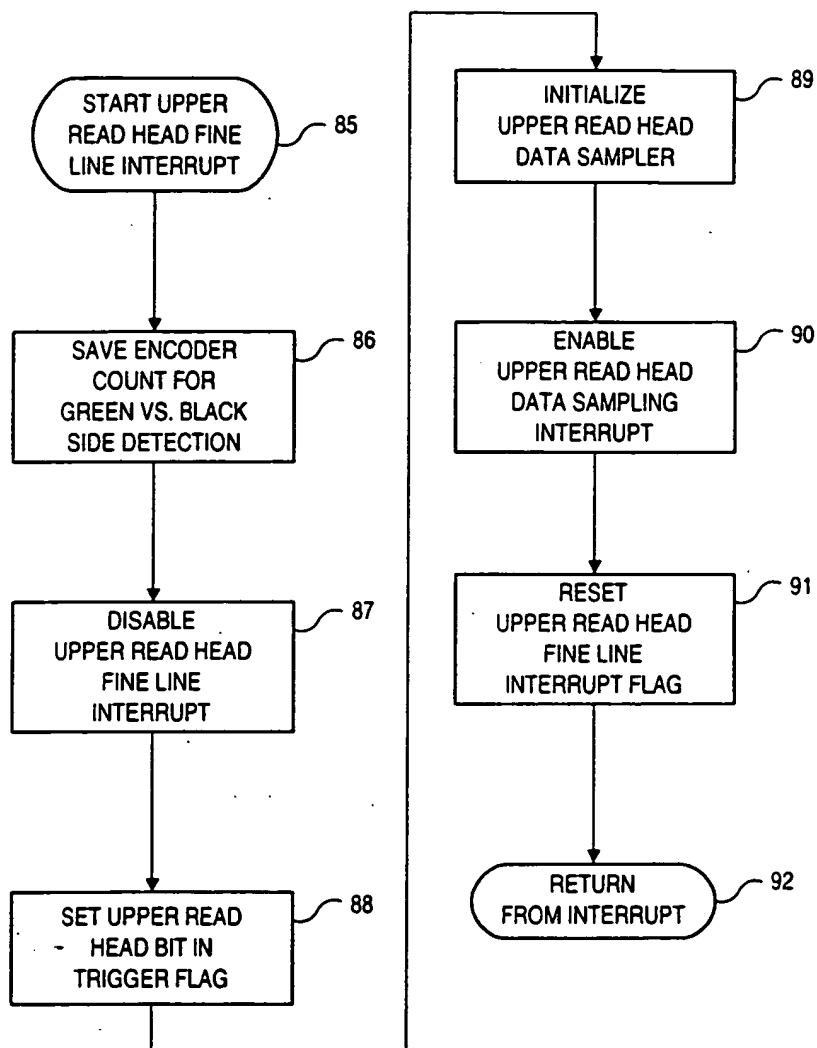 START UPPER
READ HEAD FINE
LINE INTERRUPT
85
SAVE ENCODER
COUNT FOR
GREEN VS. BLACK
SIDE DETECTION
86
DISABLE
UPPER READ HEAD
FINE LINE
INTERRUPT
87
SET UPPER READ
HEAD BIT IN
TRIGGER FLAG
88
INITIALIZE
UPPER READ HEAD
DATA SAMPLER
89
ENABLE
UPPER READ HEAD
DATA SAMPLING
INTERRUPT
90
RESET
UPPER READ HEAD
FINE LINE
INTERRUPT FLAG
91
RETURN
FROM INTERRUPT
92